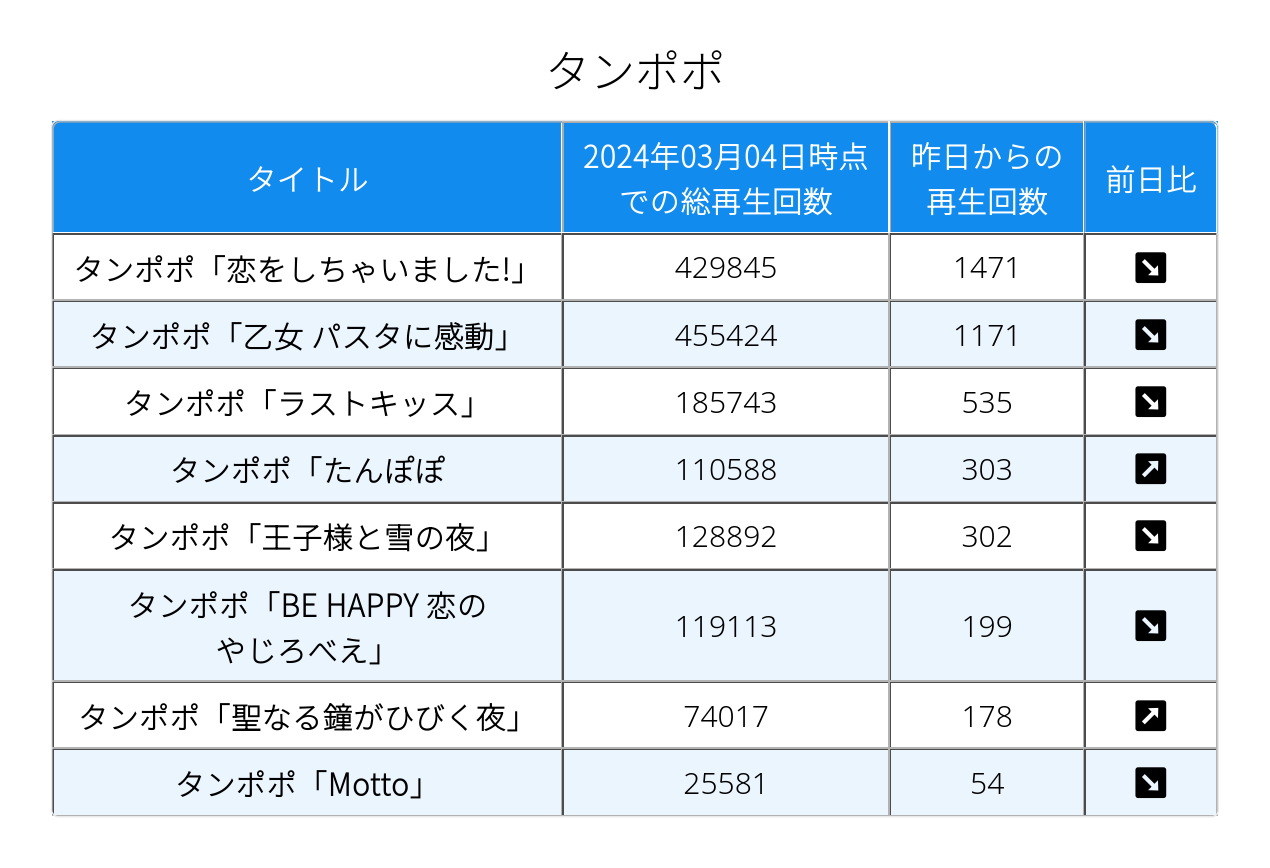 タンポポ
タイトル
2024年03月04日時点
での総再生回数
昨日からの
再生回数
前日比
タンポポ「恋をしちゃいました!」
429845
1471
タンポポ「乙女 パスタに感動」
455424
1171
タンポポ「ラストキッス」
185743
535
タンポポ「たんぽぽ
110588
303
タンポポ「王子様と雪の夜」
128892
302
タンポポ「BE HAPPY 恋の
やじろべえ」
119113
199
タンポポ「聖なる鐘がひびく夜」
74017
178
タンポポ「Motto」
25581
54